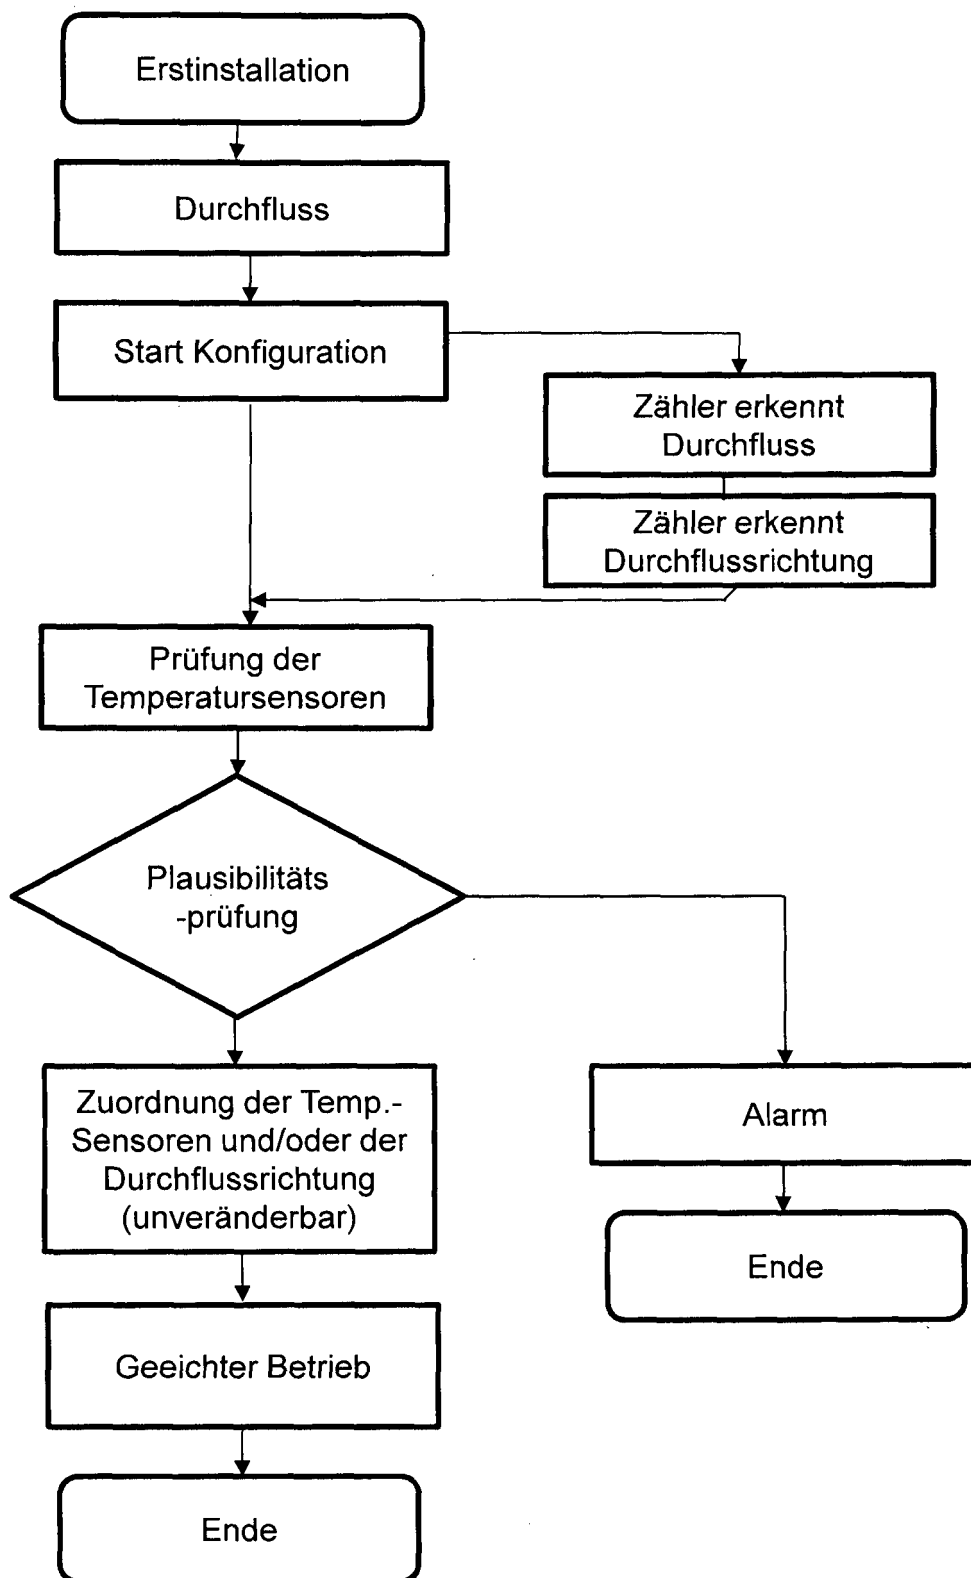 Erstinstallation
Durchfluss
Start Konfiguration
Zähler erkennt
Durchfluss
Zähler erkennt
Durchflussrichtung
Prüfung der
Temperatursensoren
Plausibilitäts
-prüfung
Zuordnung der Temp.-
Sensoren und/oder der
Durchflussrichtung
(unveränderbar)
Alarm
Ende
Geeichter Betrieb
Ende